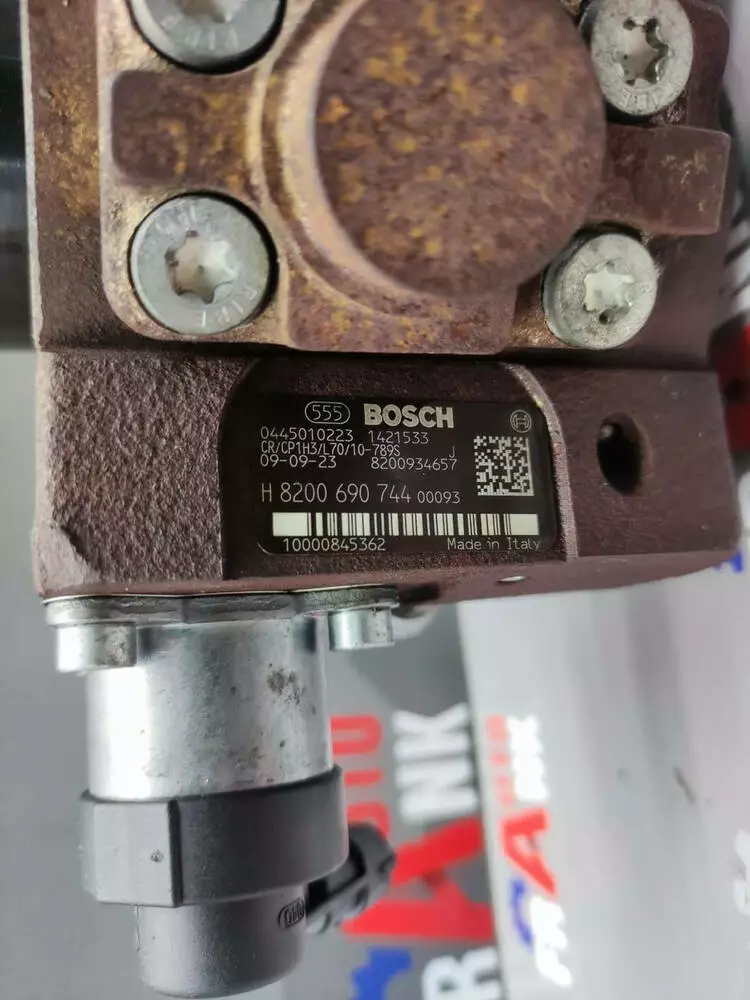 555 BOSCH
0445010223 1421533
CR/CP1H3/L70/10-789S J
09-09-23 8200934657
H 8200 690 744 00093
10000845362 Made in Italy